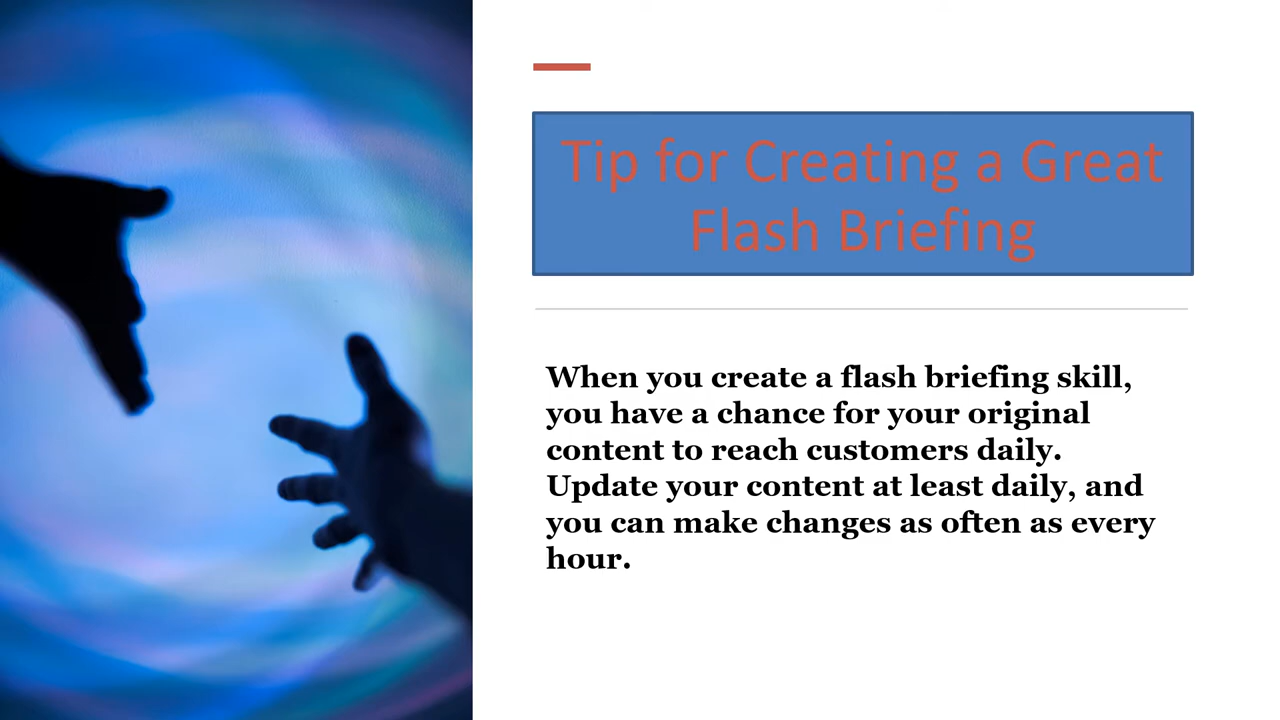 Tip for Creating a Great
Flash Briefing
When you create a flash briefing skill,
you have a chance for your original
content to reach customers daily.
Update your content at least daily, and
you can make changes as often as every
hour.